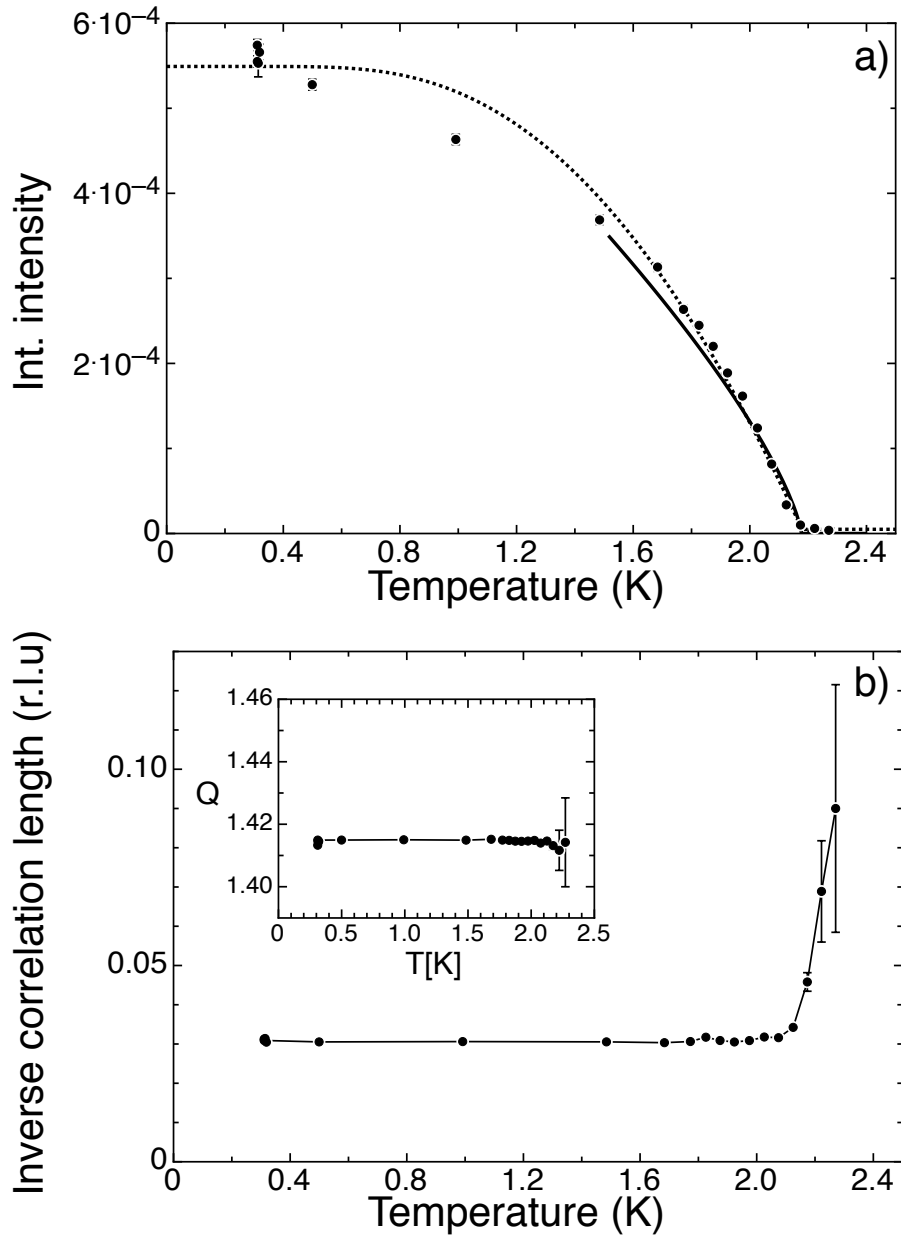 a)
Int. intensity
6·10⁻⁴
4·10⁻⁴
2·10⁻⁴
0
0 0.4 0.8 1.2 1.6 2.0 2.4
Temperature (K)
b)
Inverse correlation length (r.l.u)
0.10
0.05
0
Q
1.46
1.44
1.42
1.40
0 0.5 1.0 1.5 2.0 2.5
T[K]
0 0.4 0.8 1.2 1.6 2.0 2.4
Temperature (K)